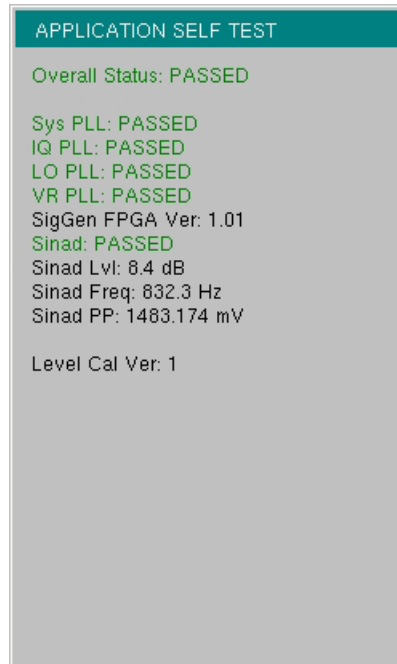 APPLICATION SELF TEST
Overall Status: PASSED
Sys PLL: PASSED
IQ PLL: PASSED
LO PLL: PASSED
VR PLL: PASSED
SigGen FPGA Ver: 1.01
Sinad: PASSED
Sinad Lvl: 8.4 dB
Sinad Freq: 832.3 Hz
Sinad PP: 1483.174 mV
Level Cal Ver: 1